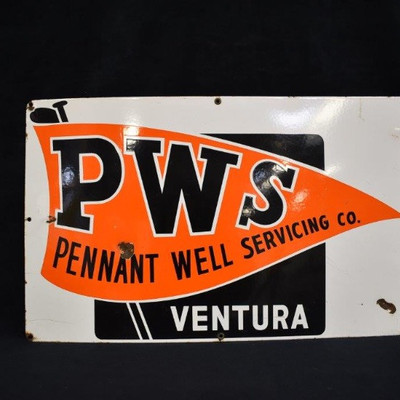 PWS
PENNANT WELL SERVICING CO.
VENTURA